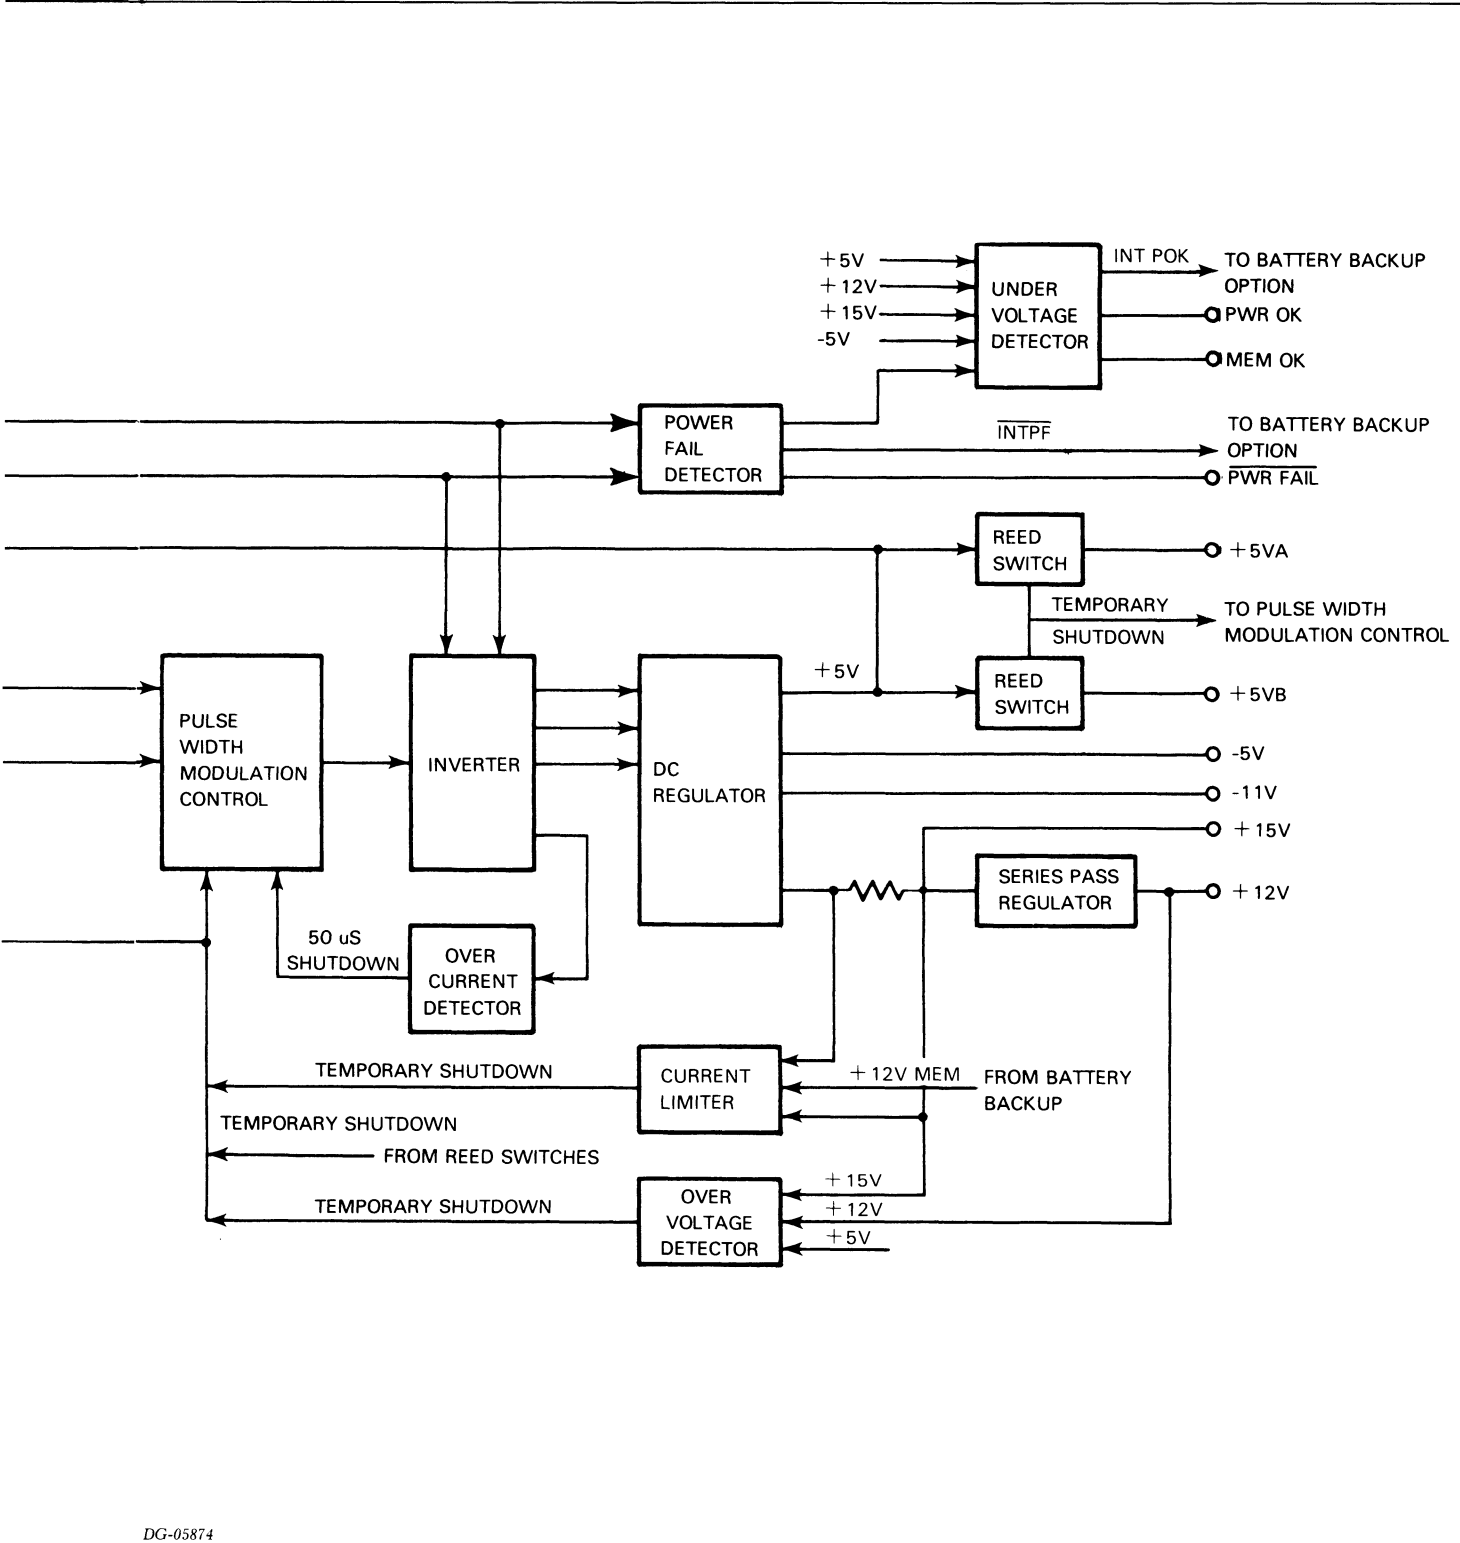 +5V
+12V
+15V
-5V
UNDER
VOLTAGE
DETECTOR
INT POK
TO BATTERY BACKUP
OPTION
PWR OK
MEM OK
POWER
FAIL
DETECTOR
INTPF
TO BATTERY BACKUP
OPTION
PWR FAIL
REED
SWITCH
+5VA
TEMPORARY
SHUTDOWN
TO PULSE WIDTH
MODULATION CONTROL
+5V
REED
SWITCH
+5VB
PULSE
WIDTH
MODULATION
CONTROL
INVERTER
DC
REGULATOR
-5V
-11V
+15V
SERIES PASS
REGULATOR
+12V
50 uS
SHUTDOWN
OVER
CURRENT
DETECTOR
TEMPORARY SHUTDOWN
CURRENT
LIMITER
+12V MEM
FROM BATTERY
BACKUP
TEMPORARY SHUTDOWN
FROM REED SWITCHES
TEMPORARY SHUTDOWN
OVER
VOLTAGE
DETECTOR
+15V
+12V
+5V
DG-05874